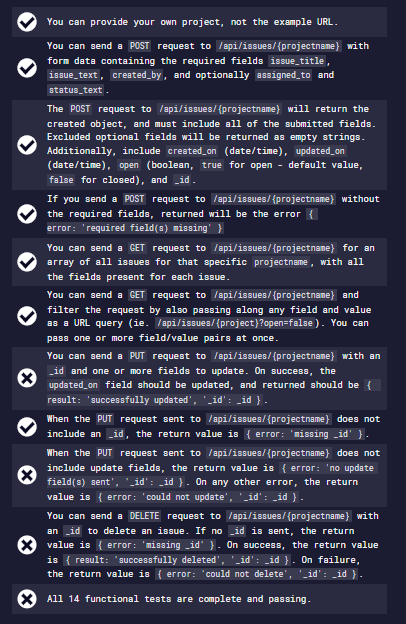 You can provide your own project, not the example URL.
You can send a POST request to /api/issues/{projectname} with
form data containing the required fields issue_title,
issue_text, created_by, and optionally assigned_to and
status_text.
The POST request to /api/issues/{projectname} will return the
created object, and must include all of the submitted fields.
Excluded optional fields will be returned as empty strings.
Additionally, include created_on (date/time), updated_on
(date/time), open (boolean, true for open - default value,
false for closed), and _id.
If you send a POST request to /api/issues/{projectname} without
the required fields, returned will be the error {
error: 'required field(s) missing' }
You can send a GET request to /api/issues/{projectname} for an
array of all issues for that specific projectname, with all
the fields present for each issue.
You can send a GET request to /api/issues/{projectname} and
filter the request by also passing along any field and value
as a URL query (ie. /api/issues/{project}?open=false). You can
pass one or more field/value pairs at once.
You can send a PUT request to /api/issues/{projectname} with an
_id and one or more fields to update. On success, the
updated_on field should be updated, and returned should be {
result: 'successfully updated', '_id': _id }.
When the PUT request sent to /api/issues/{projectname} does not
include an _id, the return value is { error: 'missing _id' }.
When the PUT request sent to /api/issues/{projectname} does not
include update fields, the return value is { error: 'no update
field(s) sent', '_id': _id }. On any other error, the return
value is { error: 'could not update', '_id': _id }.
You can send a DELETE request to /api/issues/{projectname} with
an _id to delete an issue. If no _id is sent, the return
value is { error: 'missing _id' }. On success, the return value
is { result: 'successfully deleted', '_id': _id }. On failure,
the return value is { error: 'could not delete', '_id': _id }.
All 14 functional tests are complete and passing.